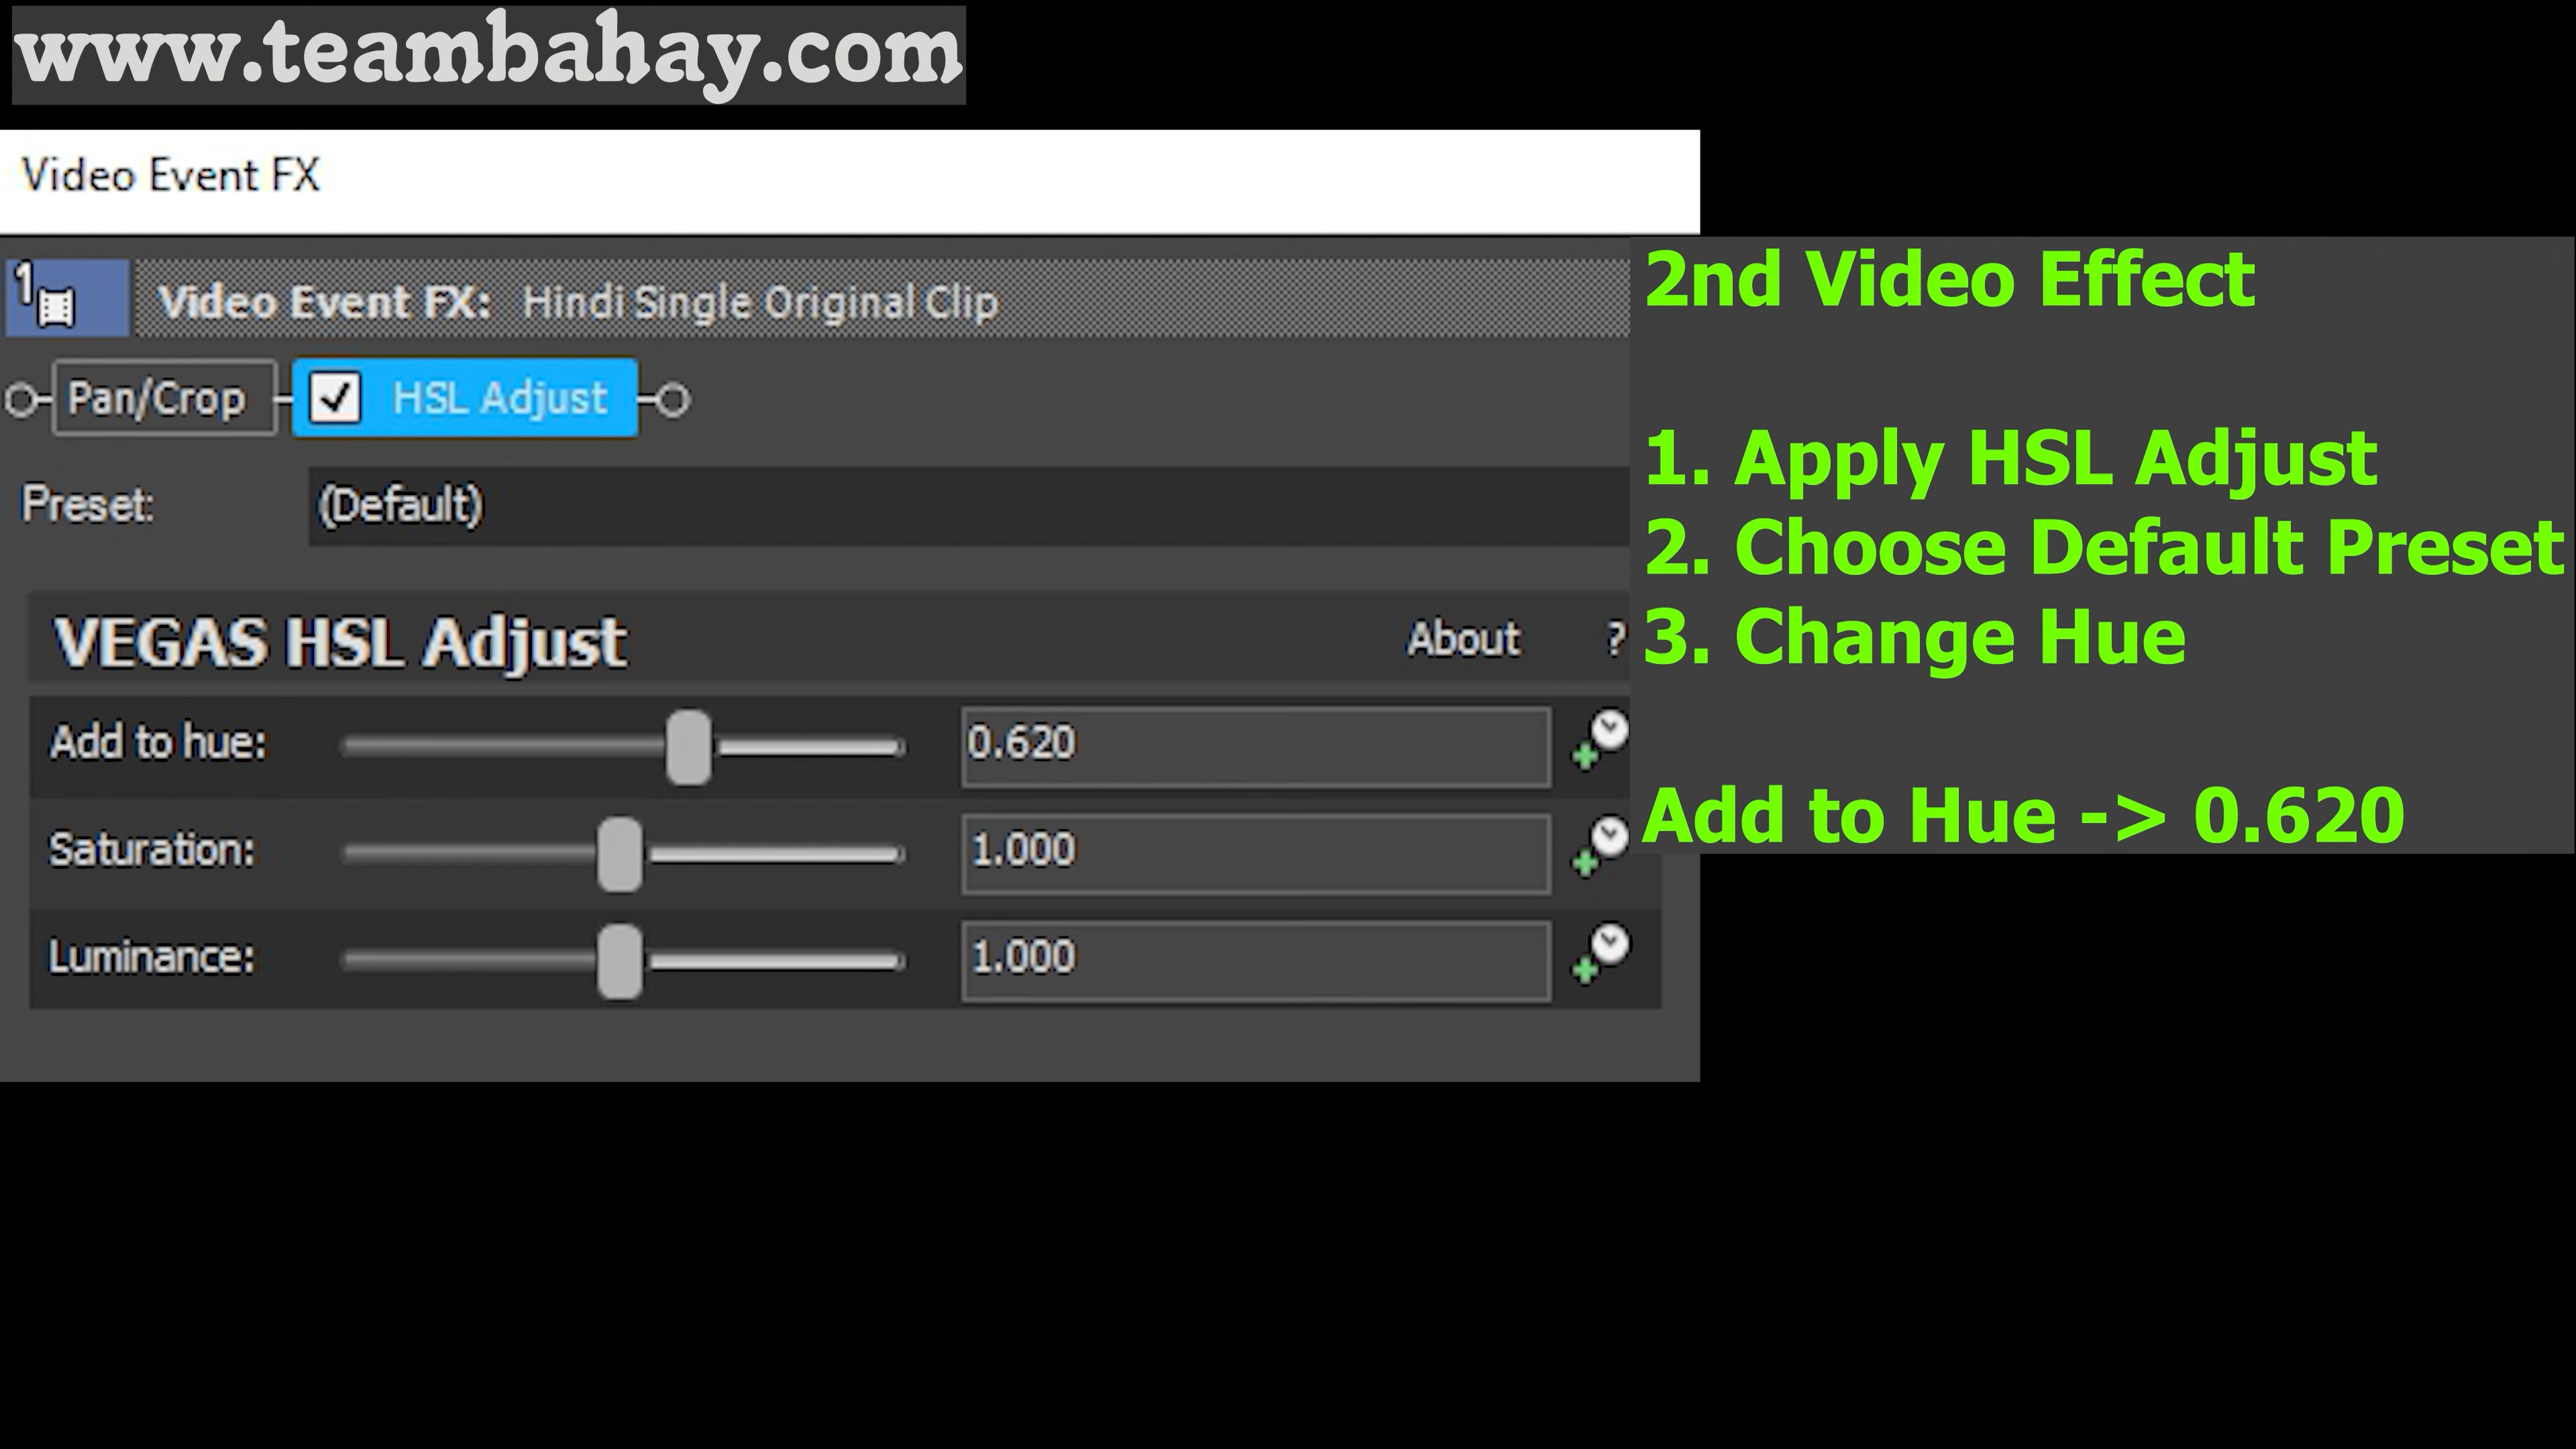 www.teambahay.com
Video Event FX
1
Video Event FX: Hindi Single Original Clip
Pan/Crop HSL Adjust
Preset: (Default)
VEGAS HSL Adjust About ?
Add to hue: 0.620
Saturation: 1.000
Luminance: 1.000
2nd Video Effect
1. Apply HSL Adjust
2. Choose Default Preset
3. Change Hue
Add to Hue -> 0.620